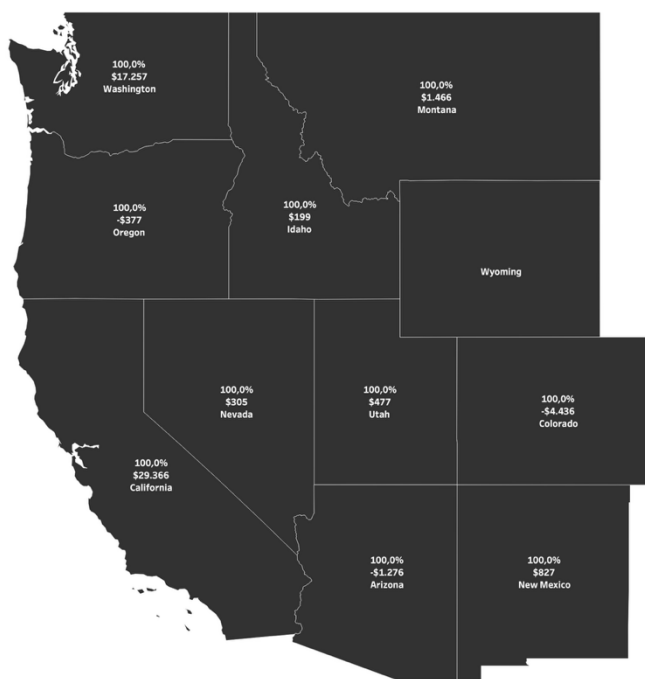 100,0%
$17.257
Washington
100,0%
$1.466
Montana
100,0%
-$377
Oregon
100,0%
$199
Idaho
Wyoming
100,0%
$305
Nevada
100,0%
$477
Utah
100,0%
-$4.436
Colorado
100,0%
$29.366
California
100,0%
-$1.276
Arizona
100,0%
$827
New Mexico